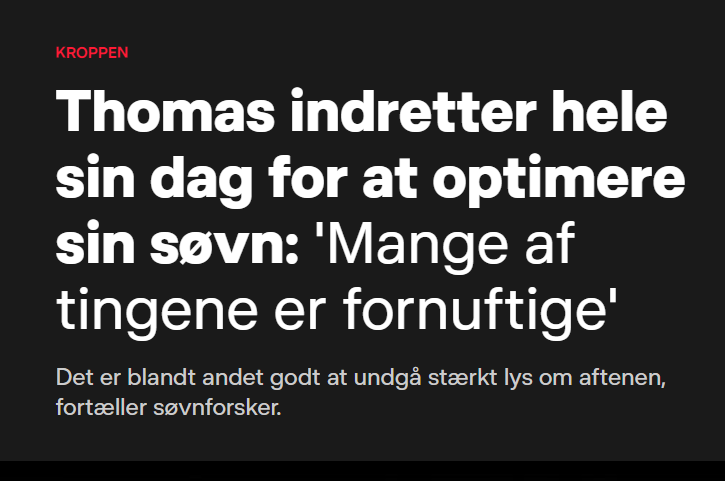 KROPPEN
Thomas indretter hele
sin dag for at optimere
sin søvn: 'Mange af
tingene er fornuftige'
Det er blandt andet godt at undgå stærkt lys om aftenen,
fortæller søvnforsker.